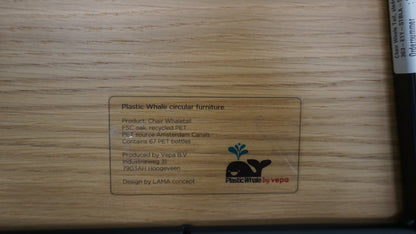 Plastic Whale circular furniture
Product: Chair Whaletail
FSC oak, recycled PET
PET source Amsterdam Canals
Contains 67 PET bottles
Produced by Vepa B.V.
Industrieweg 31
7903AH Hoogeveen
Design by LAMA concept
Plastic Whale by vepa